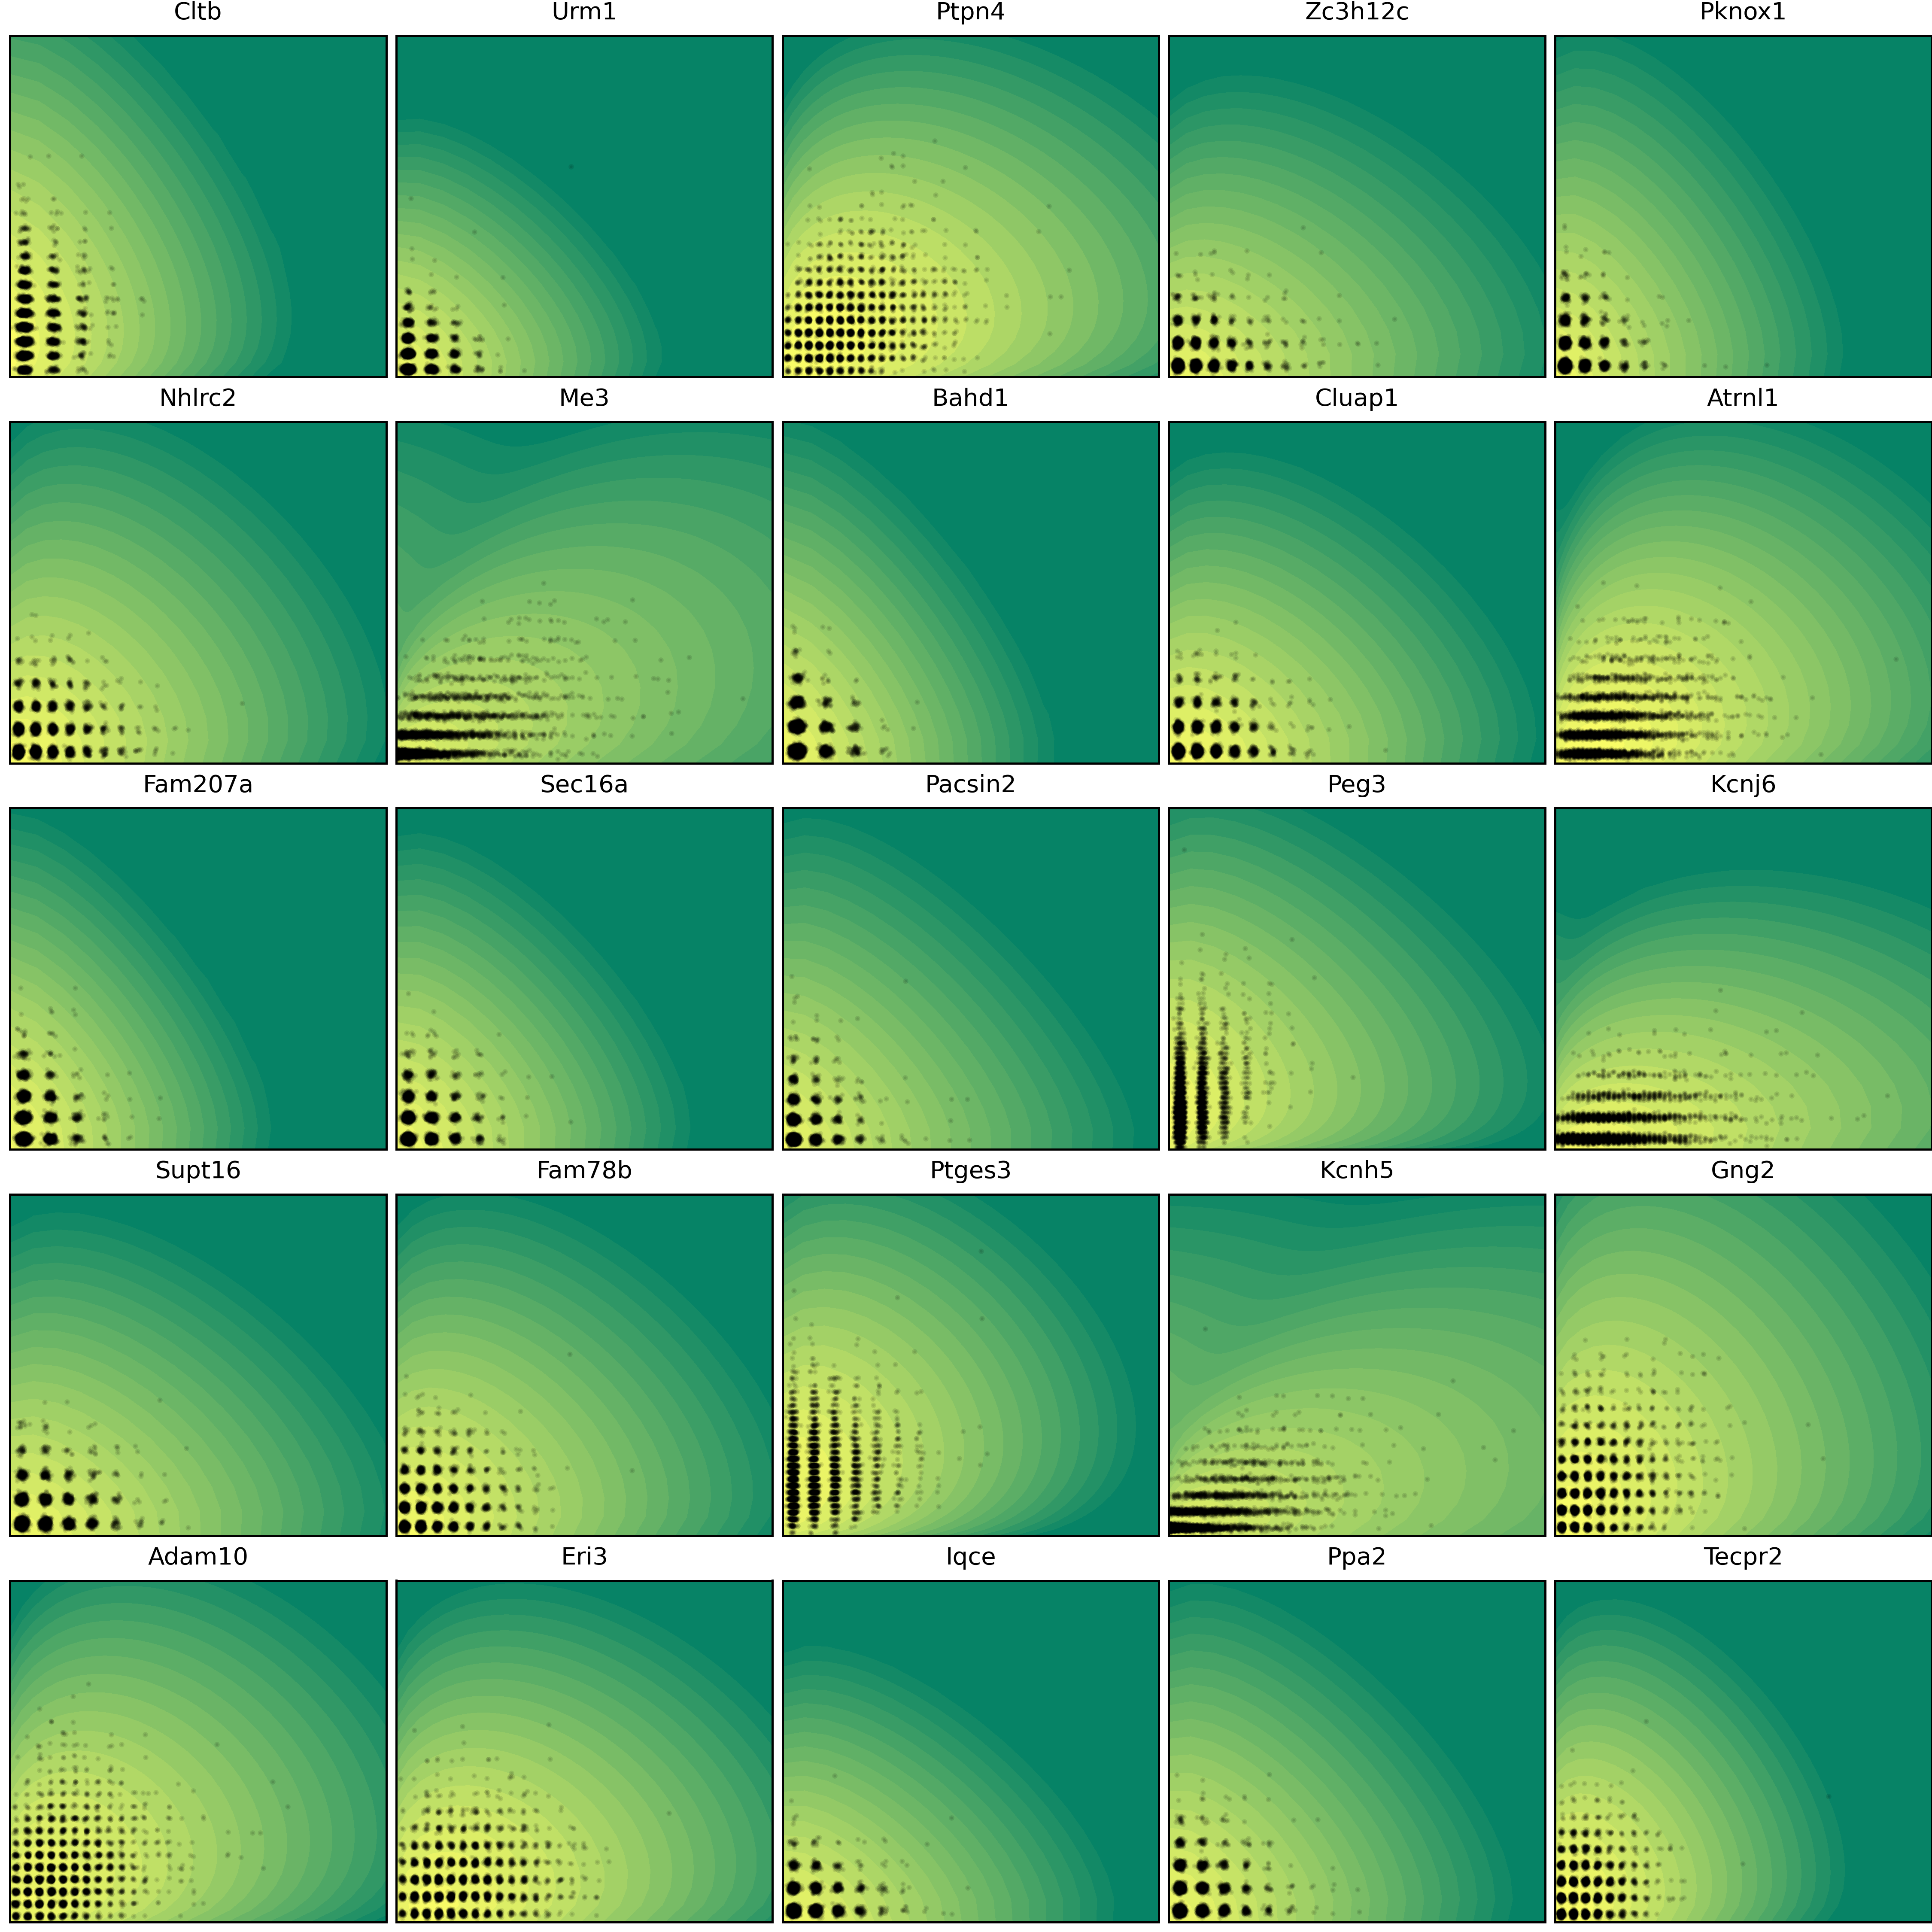 Cltb Urm1 Ptpn4 Zc3h12c Pknox1
Nhlrc2 Me3 Bahd1 Cluap1 Atrnl1
Fam207a Sec16a Pacsin2 Peg3 Kcnj6
Supt16 Fam78b Ptges3 Kcnh5 Gng2
Adam10 Eri3 Iqce Ppa2 Tecpr2